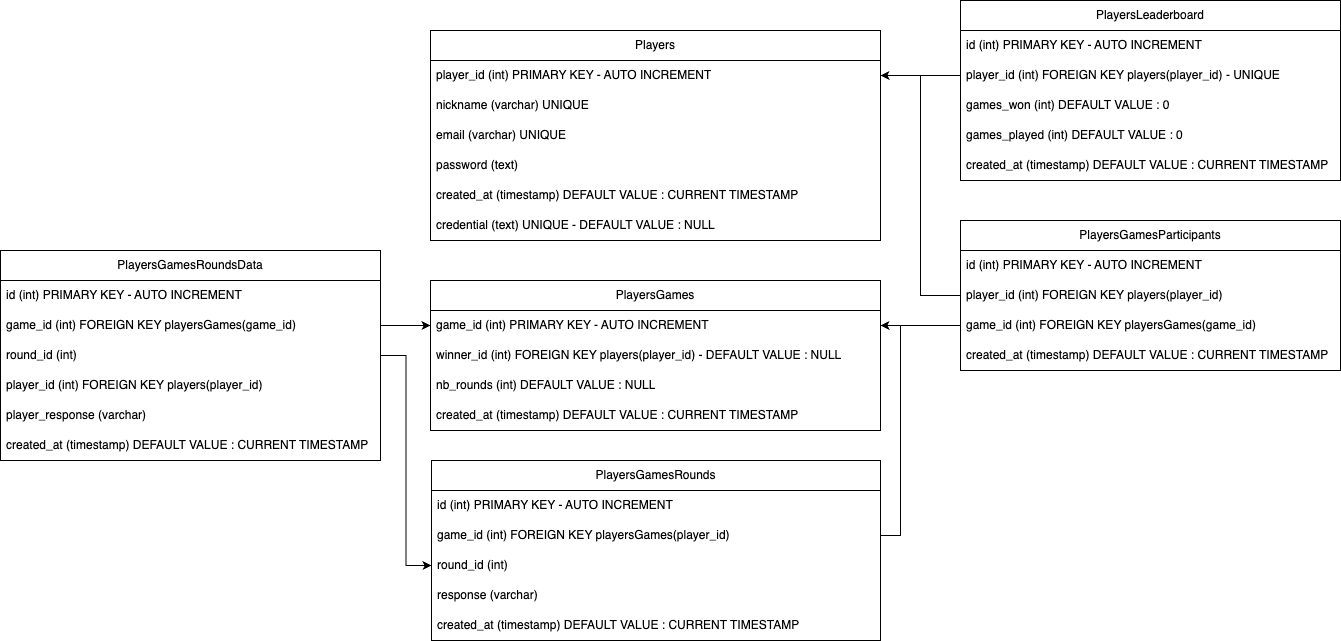 PlayersLeaderboard
id (int) PRIMARY KEY - AUTO INCREMENT
player_id (int) FOREIGN KEY players(player_id) - UNIQUE
games_won (int) DEFAULT VALUE : 0
games_played (int) DEFAULT VALUE : 0
created_at (timestamp) DEFAULT VALUE : CURRENT TIMESTAMP
Players
player_id (int) PRIMARY KEY - AUTO INCREMENT
nickname (varchar) UNIQUE
email (varchar) UNIQUE
password (text)
created_at (timestamp) DEFAULT VALUE : CURRENT TIMESTAMP
credential (text) UNIQUE - DEFAULT VALUE : NULL
PlayersGamesParticipants
id (int) PRIMARY KEY - AUTO INCREMENT
player_id (int) FOREIGN KEY players(player_id)
game_id (int) FOREIGN KEY playersGames(game_id)
created_at (timestamp) DEFAULT VALUE : CURRENT TIMESTAMP
PlayersGamesRoundsData
id (int) PRIMARY KEY - AUTO INCREMENT
game_id (int) FOREIGN KEY playersGames(game_id)
round_id (int)
player_id (int) FOREIGN KEY players(player_id)
player_response (varchar)
created_at (timestamp) DEFAULT VALUE : CURRENT TIMESTAMP
PlayersGames
game_id (int) PRIMARY KEY - AUTO INCREMENT
winner_id (int) FOREIGN KEY players(player_id) - DEFAULT VALUE : NULL
nb_rounds (int) DEFAULT VALUE : NULL
created_at (timestamp) DEFAULT VALUE : CURRENT TIMESTAMP
PlayersGamesRounds
id (int) PRIMARY KEY - AUTO INCREMENT
game_id (int) FOREIGN KEY playersGames(player_id)
round_id (int)
response (varchar)
created_at (timestamp) DEFAULT VALUE : CURRENT TIMESTAMP